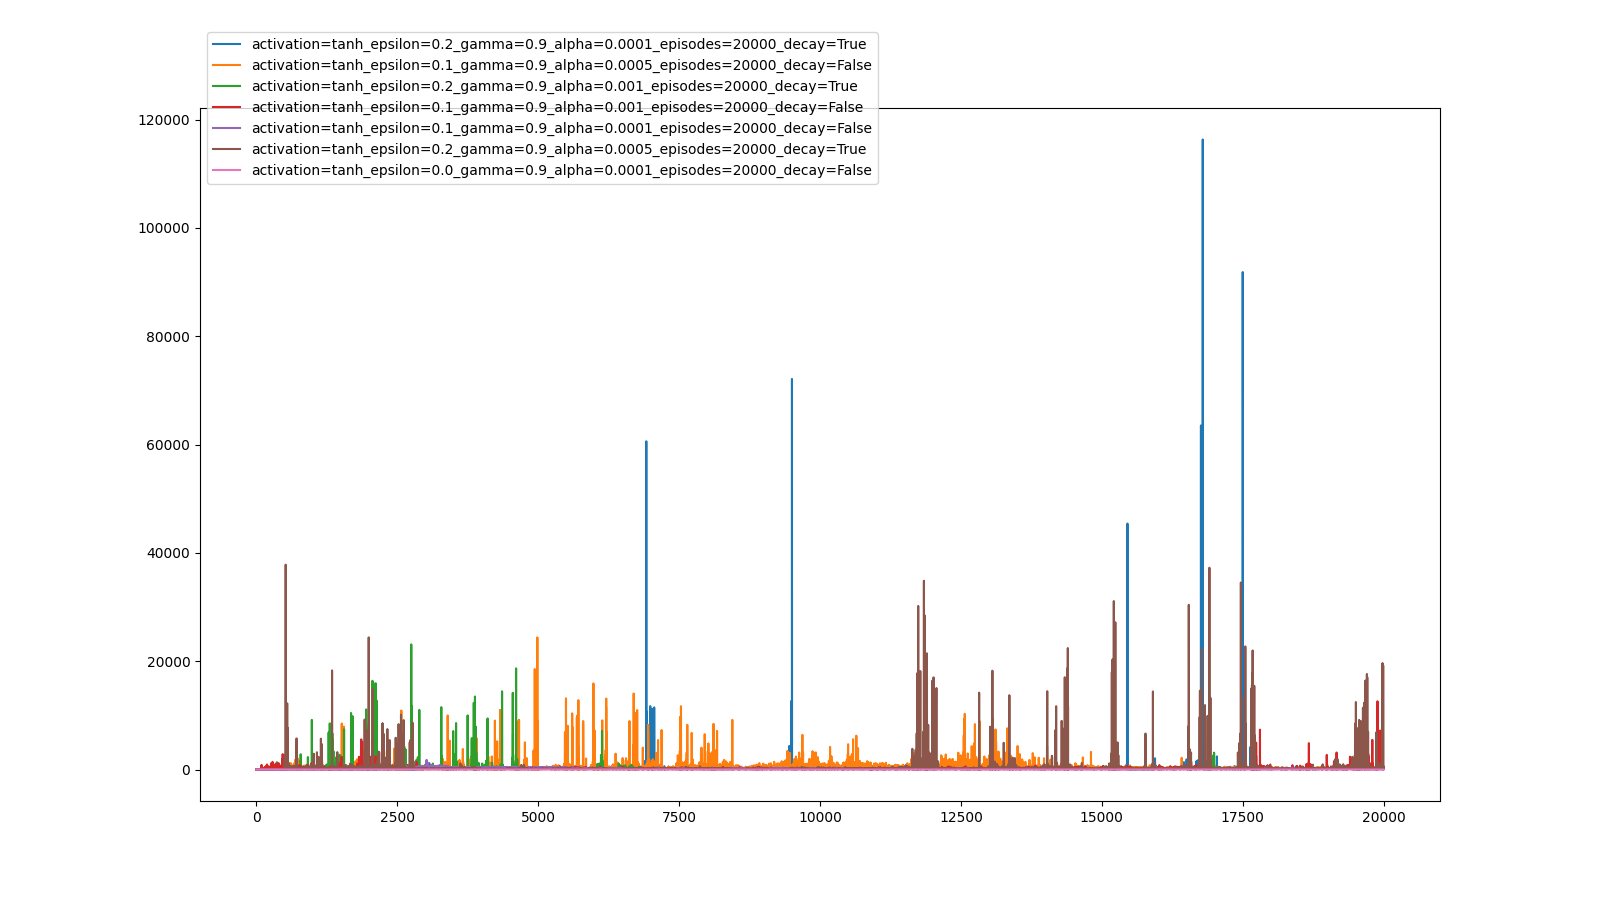 activation=tanh_epsilon=0.2_gamma=0.9_alpha=0.0001_episodes=20000_decay=True
activation=tanh_epsilon=0.1_gamma=0.9_alpha=0.0005_episodes=20000_decay=False
activation=tanh_epsilon=0.2_gamma=0.9_alpha=0.001_episodes=20000_decay=True
activation=tanh_epsilon=0.1_gamma=0.9_alpha=0.001_episodes=20000_decay=False
activation=tanh_epsilon=0.1_gamma=0.9_alpha=0.0001_episodes=20000_decay=False
activation=tanh_epsilon=0.2_gamma=0.9_alpha=0.0005_episodes=20000_decay=True
activation=tanh_epsilon=0.0_gamma=0.9_alpha=0.0001_episodes=20000_decay=False
120000
100000
80000
60000
40000
20000
0
0 2500 5000 7500 10000 12500 15000 17500 20000